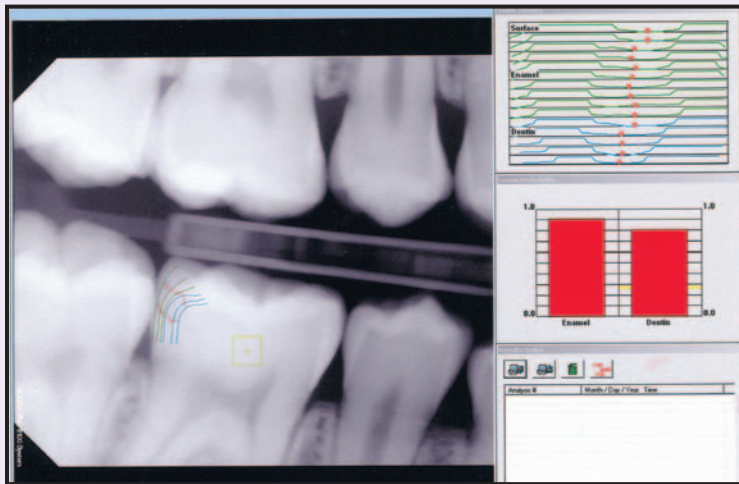 Surface
Enamel
Dentin
1.0
1.0
0.0
0.0
Enamel
Dentin
Analysis #
Month / Day / Year Time